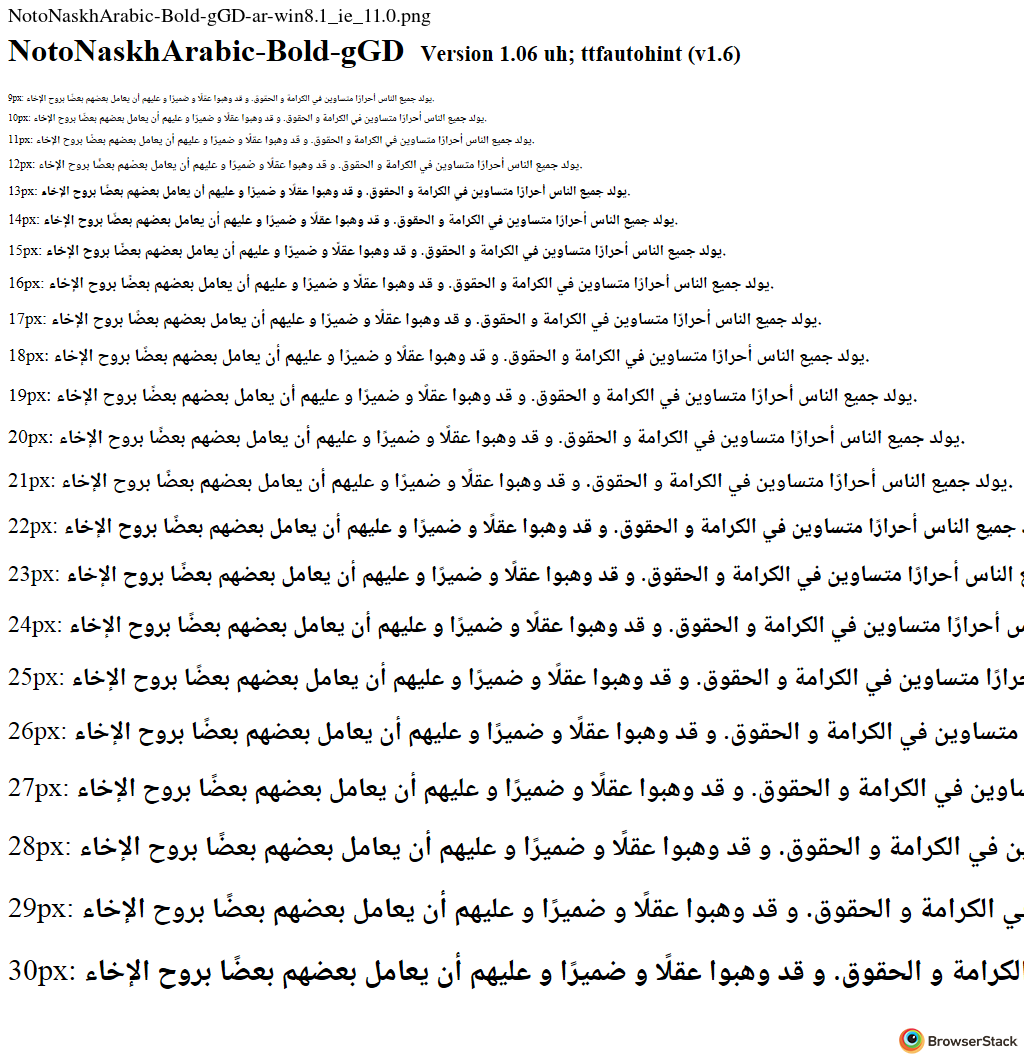 NotoNaskhArabic-Bold-gGD-ar-win8.1_ie_11.0.png
NotoNaskhArabic-Bold-gGD Version 1.06 uh; ttfautohint (v1.6)
9px: يولد جميع الناس أحرارًا متساوين في الكرامة و الحقوق. و قد وهبوا عقلًا و ضميرًا و عليهم أن يعامل بعضهم بعضًا بروح الإخاء.
10px: يولد جميع الناس أحرارًا متساوين في الكرامة و الحقوق. و قد وهبوا عقلًا و ضميرًا و عليهم أن يعامل بعضهم بعضًا بروح الإخاء.
11px: يولد جميع الناس أحرارًا متساوين في الكرامة و الحقوق. و قد وهبوا عقلًا و ضميرًا و عليهم أن يعامل بعضهم بعضًا بروح الإخاء.
12px: يولد جميع الناس أحرارًا متساوين في الكرامة و الحقوق. و قد وهبوا عقلًا و ضميرًا و عليهم أن يعامل بعضهم بعضًا بروح الإخاء.
13px: يولد جميع الناس أحرارًا متساوين في الكرامة و الحقوق. و قد وهبوا عقلًا و ضميرًا و عليهم أن يعامل بعضهم بعضًا بروح الإخاء.
14px: يولد جميع الناس أحرارًا متساوين في الكرامة و الحقوق. و قد وهبوا عقلًا و ضميرًا و عليهم أن يعامل بعضهم بعضًا بروح الإخاء.
15px: يولد جميع الناس أحرارًا متساوين في الكرامة و الحقوق. و قد وهبوا عقلًا و ضميرًا و عليهم أن يعامل بعضهم بعضًا بروح الإخاء.
16px: يولد جميع الناس أحرارًا متساوين في الكرامة و الحقوق. و قد وهبوا عقلًا و ضميرًا و عليهم أن يعامل بعضهم بعضًا بروح الإخاء.
17px: يولد جميع الناس أحرارًا متساوين في الكرامة و الحقوق. و قد وهبوا عقلًا و ضميرًا و عليهم أن يعامل بعضهم بعضًا بروح الإخاء.
18px: يولد جميع الناس أحرارًا متساوين في الكرامة و الحقوق. و قد وهبوا عقلًا و ضميرًا و عليهم أن يعامل بعضهم بعضًا بروح الإخاء.
19px: يولد جميع الناس أحرارًا متساوين في الكرامة و الحقوق. و قد وهبوا عقلًا و ضميرًا و عليهم أن يعامل بعضهم بعضًا بروح الإخاء.
20px: يولد جميع الناس أحرارًا متساوين في الكرامة و الحقوق. و قد وهبوا عقلًا و ضميرًا و عليهم أن يعامل بعضهم بعضًا بروح الإخاء.
21px: يولد جميع الناس أحرارًا متساوين في الكرامة و الحقوق. و قد وهبوا عقلًا و ضميرًا و عليهم أن يعامل بعضهم بعضًا بروح الإخاء.
22px: جميع الناس أحرارًا متساوين في الكرامة و الحقوق. و قد وهبوا عقلًا و ضميرًا و عليهم أن يعامل بعضهم بعضًا بروح الإخاء
23px: الناس أحرارًا متساوين في الكرامة و الحقوق. و قد وهبوا عقلًا و ضميرًا و عليهم أن يعامل بعضهم بعضًا بروح الإخاء
24px: أحرارًا متساوين في الكرامة و الحقوق. و قد وهبوا عقلًا و ضميرًا و عليهم أن يعامل بعضهم بعضًا بروح الإخاء
25px: متساوين في الكرامة و الحقوق. و قد وهبوا عقلًا و ضميرًا و عليهم أن يعامل بعضهم بعضًا بروح الإخاء
26px: متساوين في الكرامة و الحقوق. و قد وهبوا عقلًا و ضميرًا و عليهم أن يعامل بعضهم بعضًا بروح الإخاء
27px: في الكرامة و الحقوق. و قد وهبوا عقلًا و ضميرًا و عليهم أن يعامل بعضهم بعضًا بروح الإخاء
28px: في الكرامة و الحقوق. و قد وهبوا عقلًا و ضميرًا و عليهم أن يعامل بعضهم بعضًا بروح الإخاء
29px: الكرامة و الحقوق. و قد وهبوا عقلًا و ضميرًا و عليهم أن يعامل بعضهم بعضًا بروح الإخاء
30px: الكرامة و الحقوق. و قد وهبوا عقلًا و ضميرًا و عليهم أن يعامل بعضهم بعضًا بروح الإخاء
BrowserStack